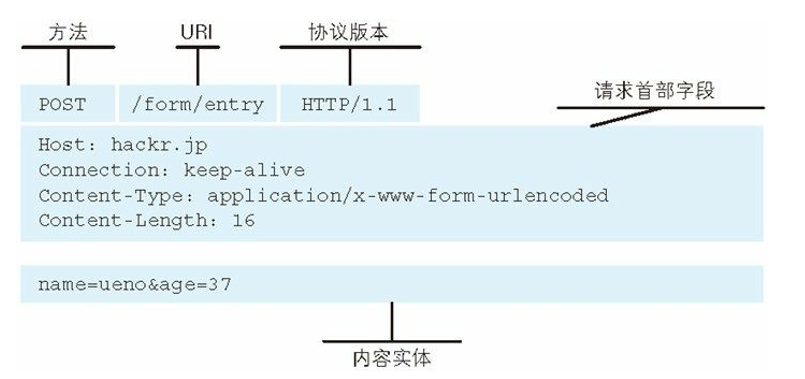 方法 URI 协议版本
POST /form/entry HTTP/1.1
请求首部字段
Host: hackr.jp
Connection: keep-alive
Content-Type: application/x-www-form-urlencoded
Content-Length: 16
name=ueno&age=37
内容实体